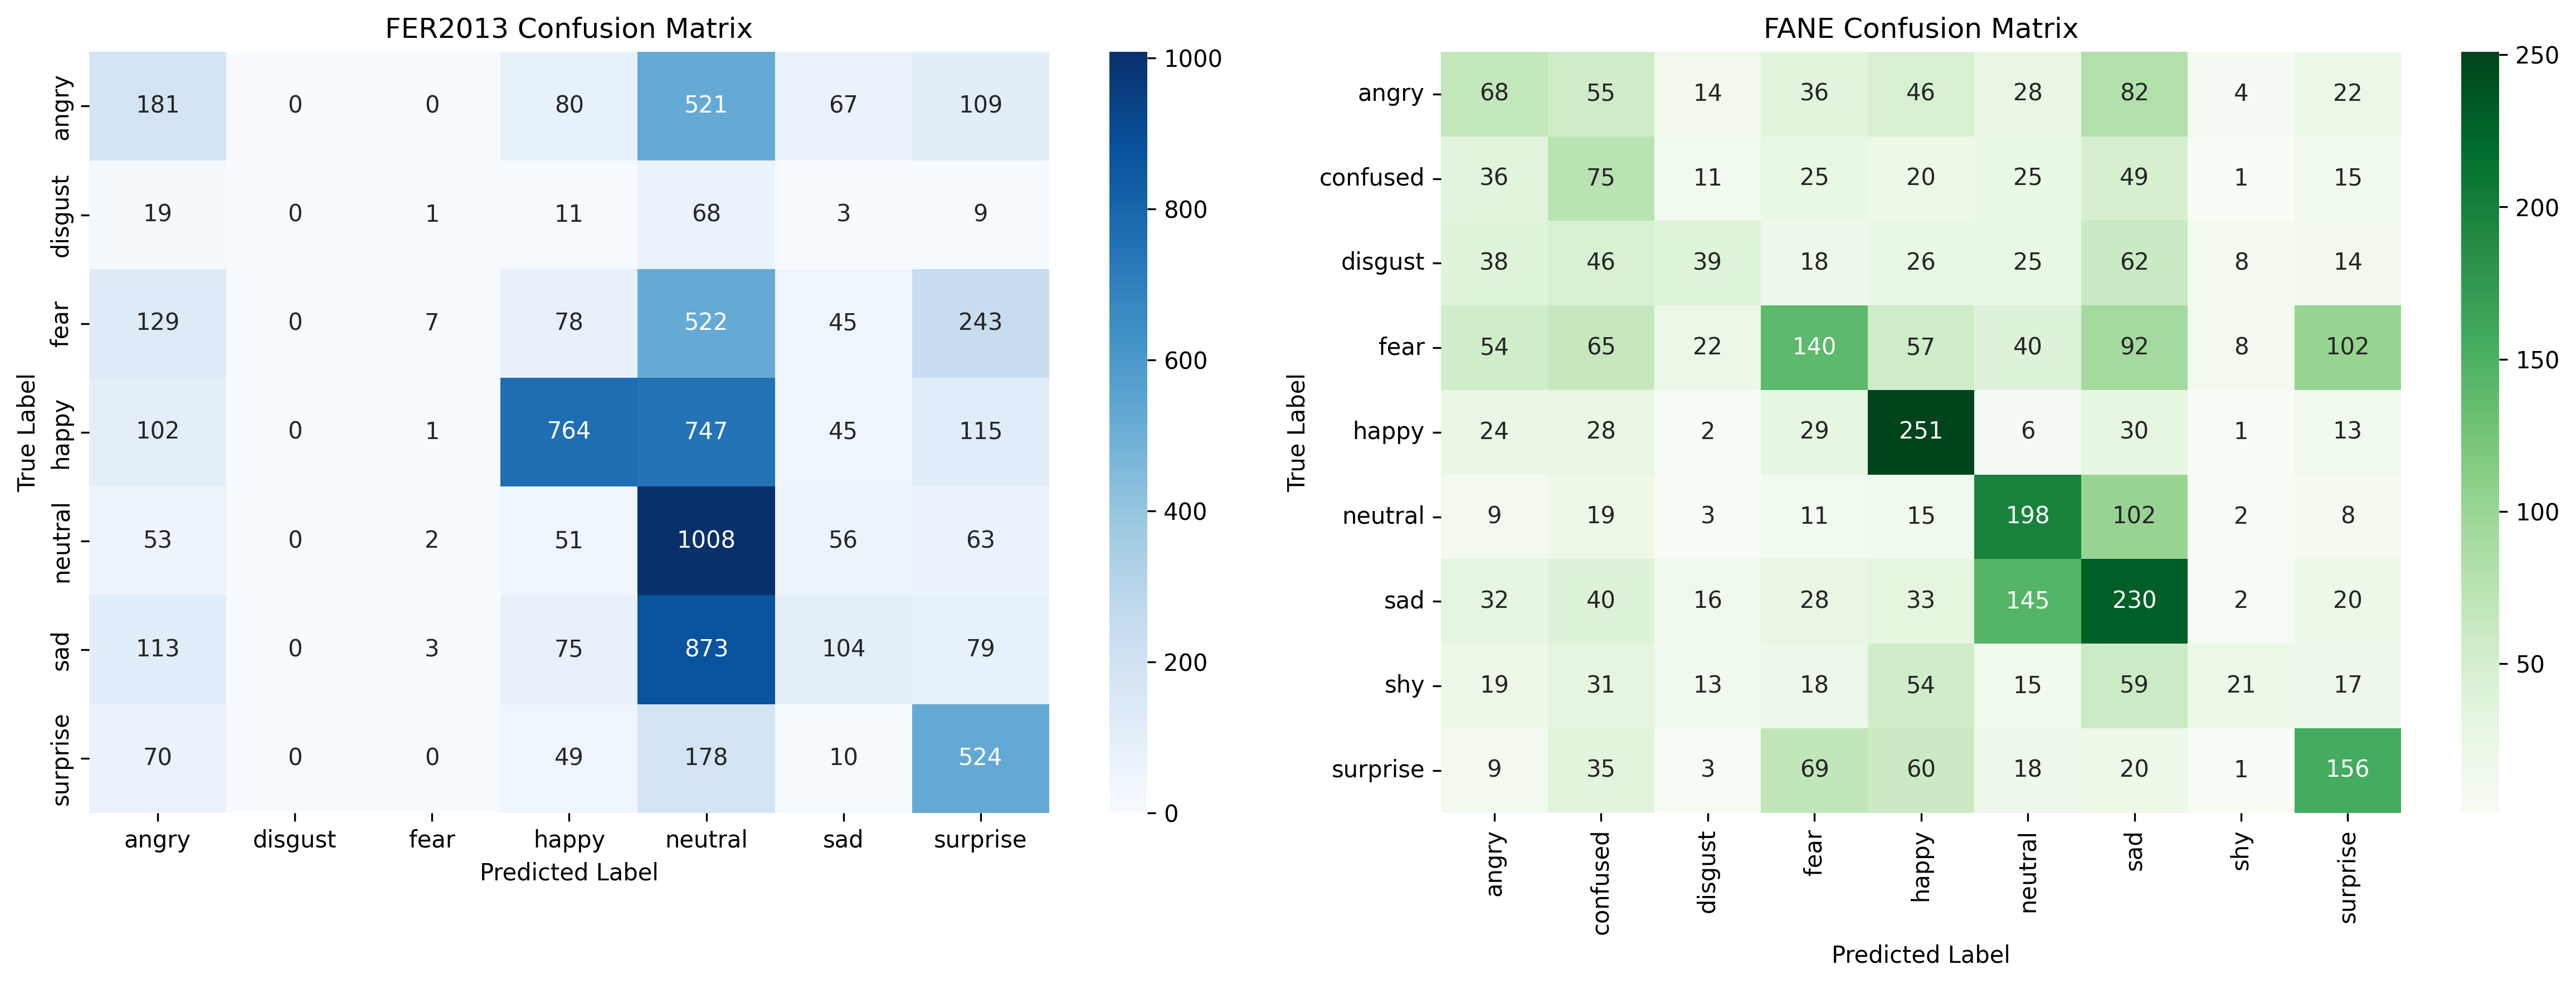 FER2013 Confusion Matrix
True Label
angry 181 0 0 80 521 67 109
disgust 19 0 1 11 68 3 9
fear 129 0 7 78 522 45 243
happy 102 0 1 764 747 45 115
neutral 53 0 2 51 1008 56 63
sad 113 0 3 75 873 104 79
surprise 70 0 0 49 178 10 524
angry disgust fear happy neutral sad surprise
Predicted Label
1000
800
600
400
200
0
FANE Confusion Matrix
True Label
angry 68 55 14 36 46 28 82 4 22
confused 36 75 11 25 20 25 49 1 15
disgust 38 46 39 18 26 25 62 8 14
fear 54 65 22 140 57 40 92 8 102
happy 24 28 2 29 251 6 30 1 13
neutral 9 19 3 11 15 198 102 2 8
sad 32 40 16 28 33 145 230 2 20
shy 19 31 13 18 54 15 59 21 17
surprise 9 35 3 69 60 18 20 1 156
angry confused disgust fear happy neutral sad shy surprise
Predicted Label
250
200
150
100
50